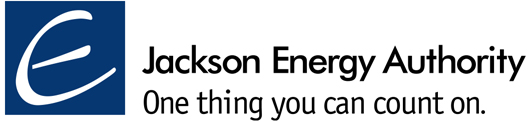 Jackson Energy Authority
One thing you can count on.